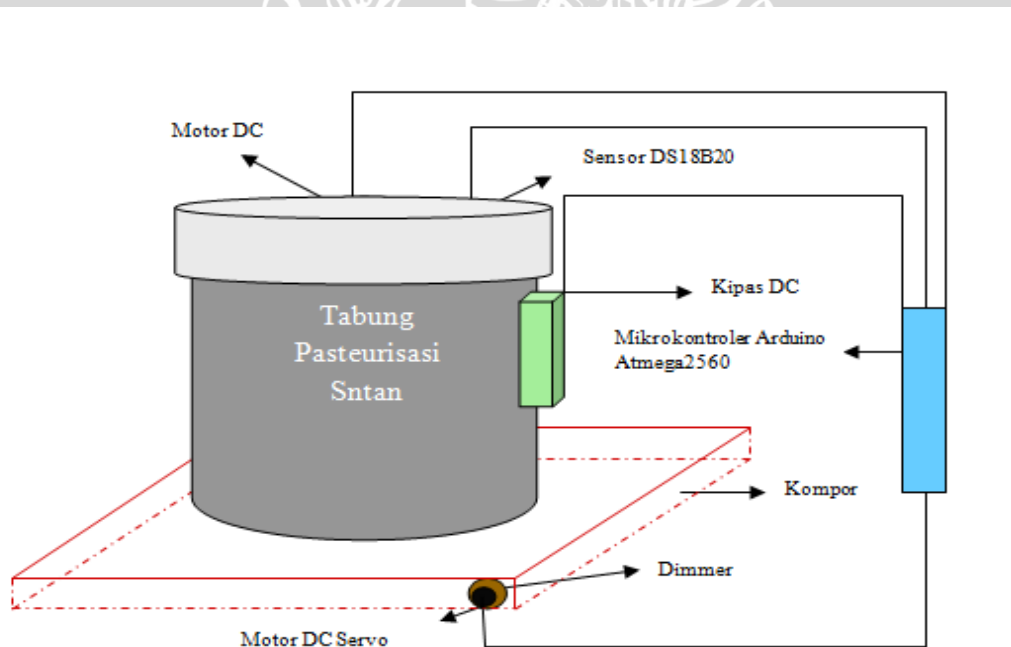 Motor DC
Sensor DS18B20
Tabung
Pasteurisasi
Sntan
Kipas DC
Mikrokontroler Arduino
Atmega2560
Kompor
Dimmer
Motor DC Servo